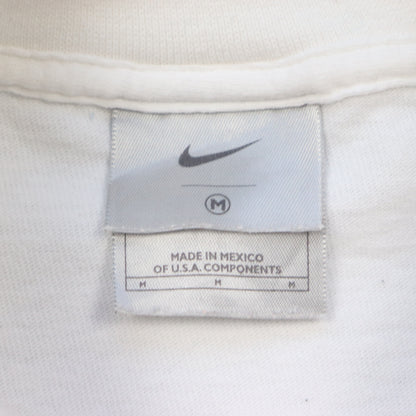 M
MADE IN MEXICO
OF U.S.A. COMPONENTS
M M M